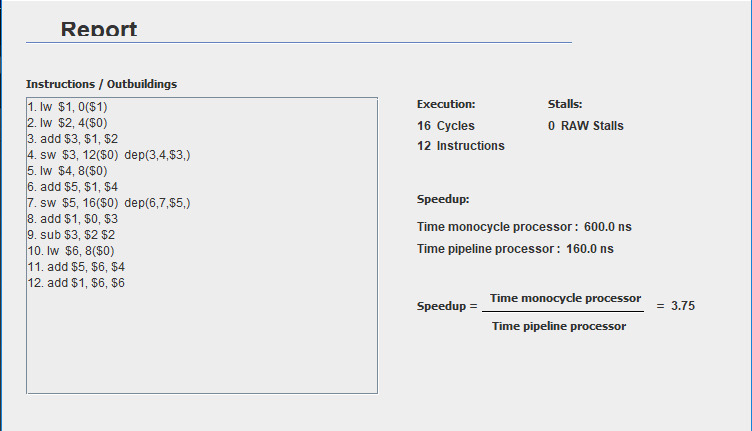 Report
Instructions / Outbuildings
1. lw $1, 0($1)
2. lw $2, 4($0)
3. add $3, $1, $2
4. sw $3, 12($0) dep(3,4,$3,)
5. lw $4, 8($0)
6. add $5, $1, $4
7. sw $5, 16($0) dep(6,7,$5,)
8. add $1, $0, $3
9. sub $3, $2 $2
10. lw $6, 8($0)
11. add $5, $6, $4
12. add $1, $6, $6
Execution:
16 Cycles
12 Instructions
Stalls:
0 RAW Stalls
Speedup:
Time monocycle processor : 600.0 ns
Time pipeline processor : 160.0 ns
Speedup = Time monocycle processor = 3.75
Time pipeline processor